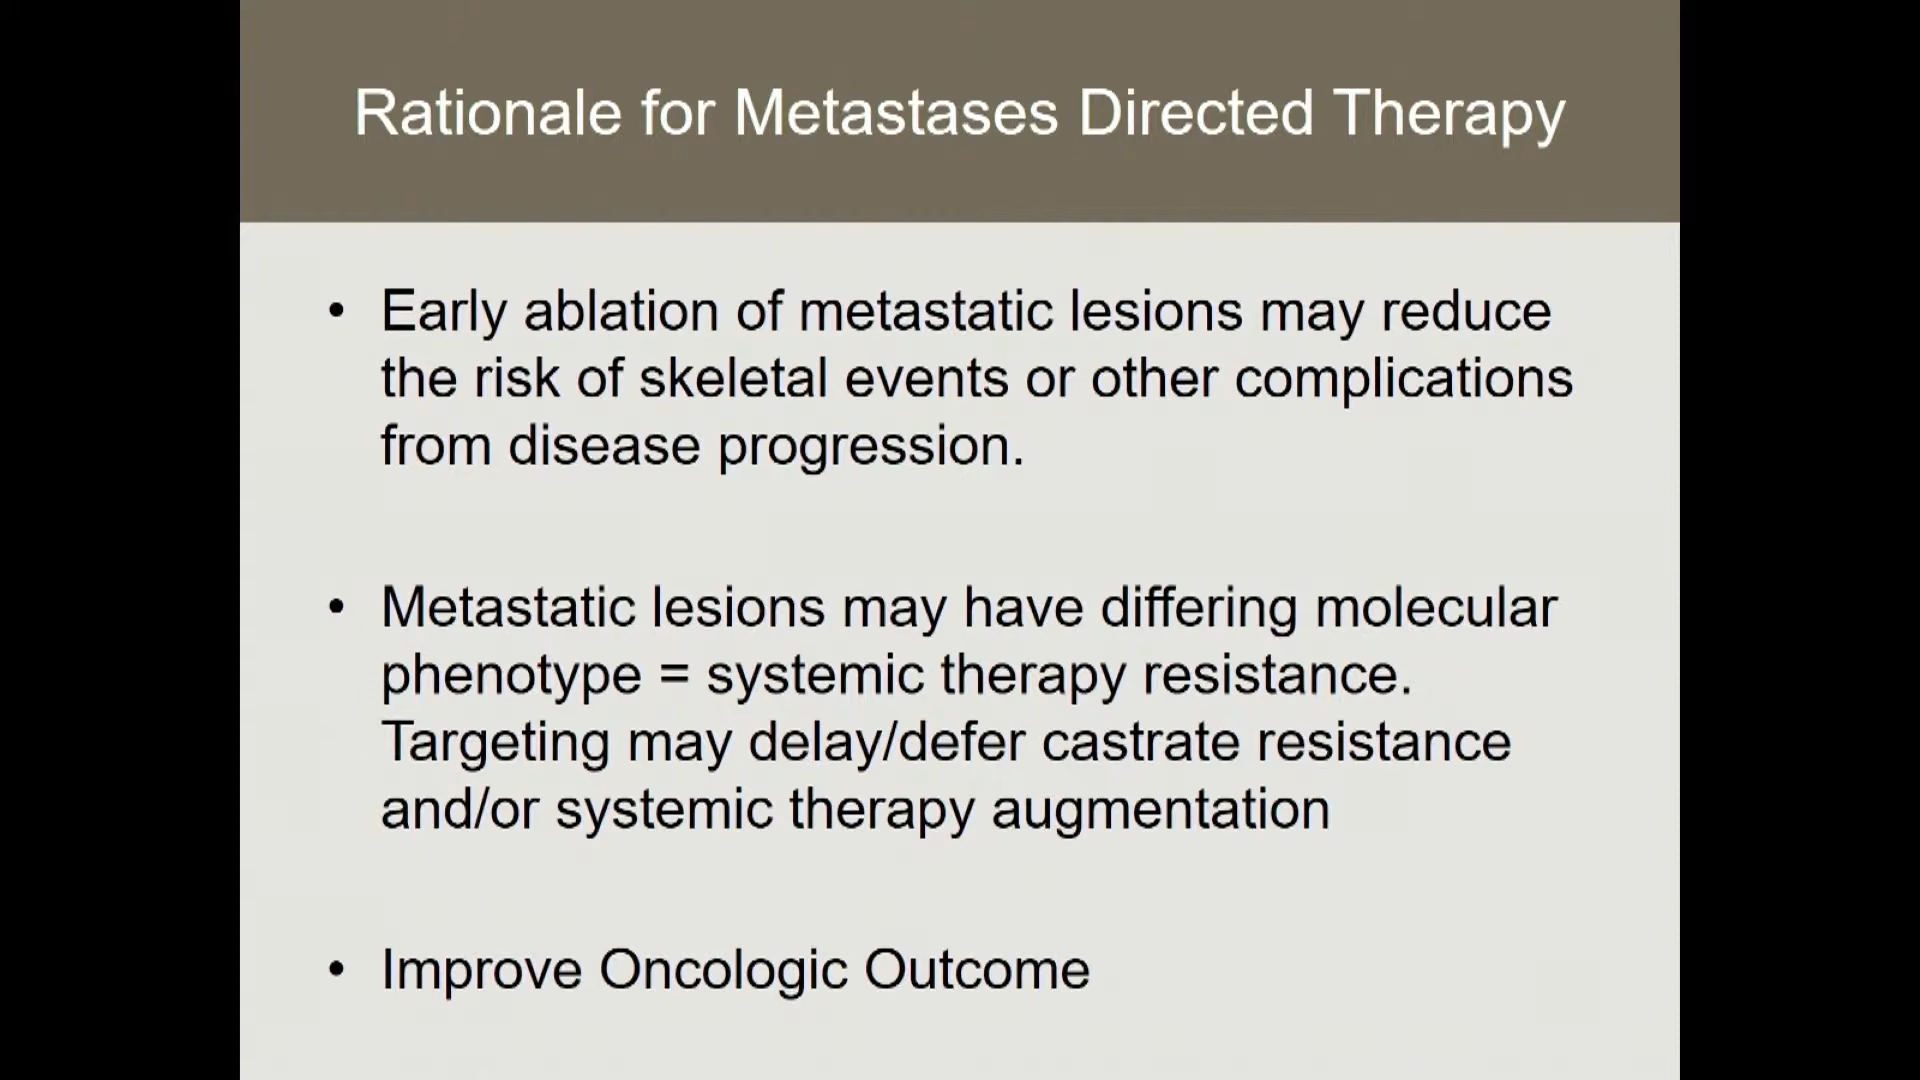 Rationale for Metastases Directed Therapy
• Early ablation of metastatic lesions may reduce
the risk of skeletal events or other complications
from disease progression.
• Metastatic lesions may have differing molecular
phenotype = systemic therapy resistance.
Targeting may delay/defer castrate resistance
and/or systemic therapy augmentation
• Improve Oncologic Outcome